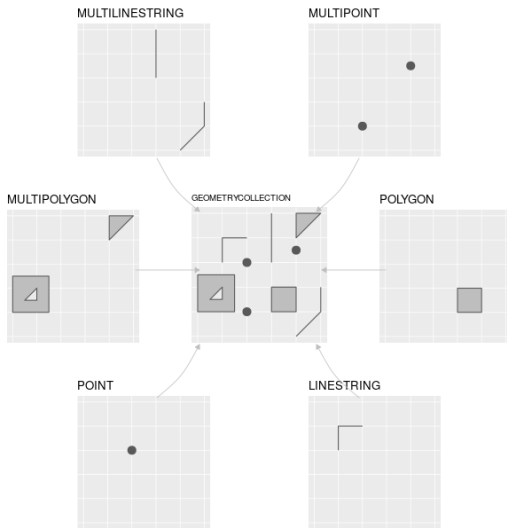 MULTILINESTRING
MULTIPOINT
MULTIPOLYGON
GEOMETRYCOLLECTION
POLYGON
POINT
LINESTRING